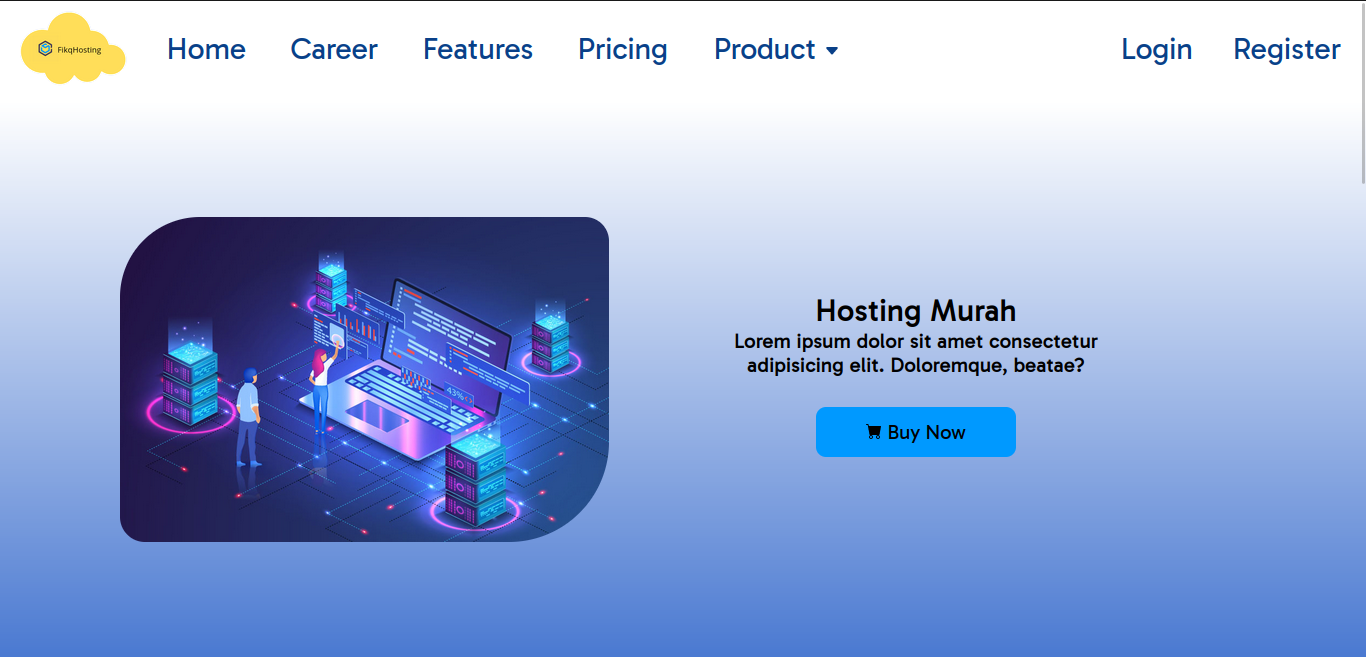 FikqHosting
Home Career Features Pricing Product Login Register
43%
Hosting Murah
Lorem ipsum dolor sit amet consectetur
adipisicing elit. Doloremque, beatae?
Buy Now